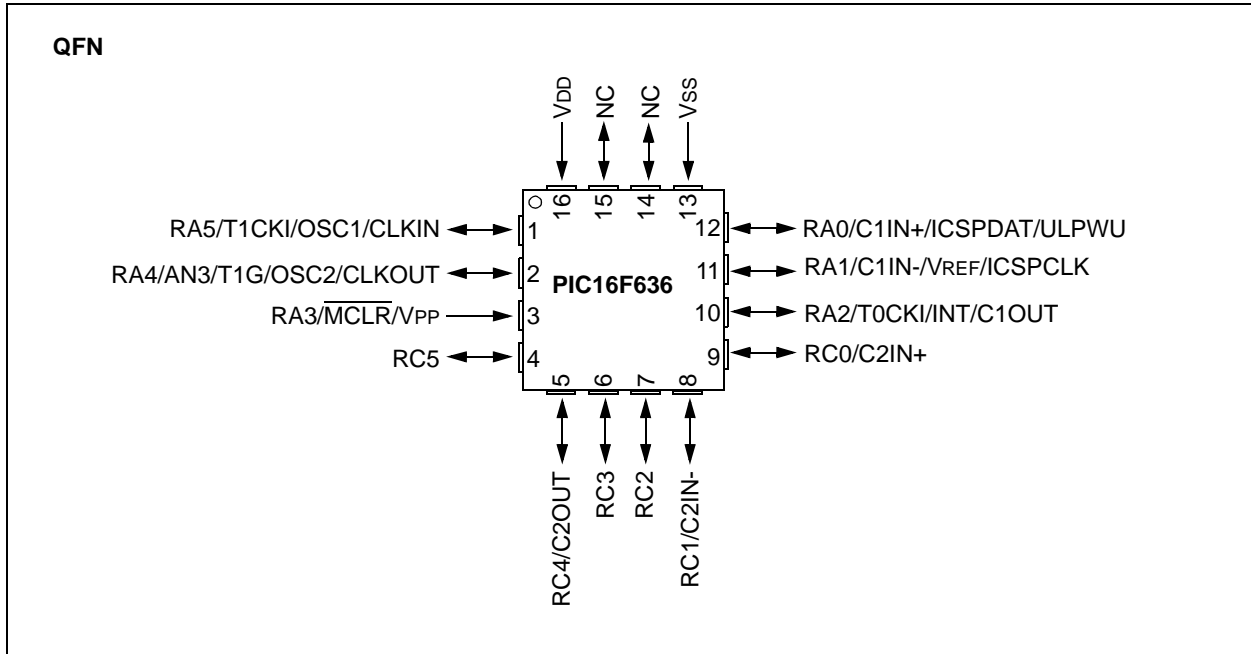 QFN
VDD
NC
NC
VSS
16
15
14
13
RA5/T1CKI/OSC1/CLKIN
1
12
RA0/C1IN+/ICSPDAT/ULPWU
RA4/AN3/T1G/OSC2/CLKOUT
2
PIC16F636
11
RA1/C1IN-/VREF/ICSPCLK
RA3/MCLR/VPP
3
10
RA2/T0CKI/INT/C1OUT
RC5
4
9
RC0/C2IN+
5
6
7
8
RC4/C2OUT
RC3
RC2
RC1/C2IN-